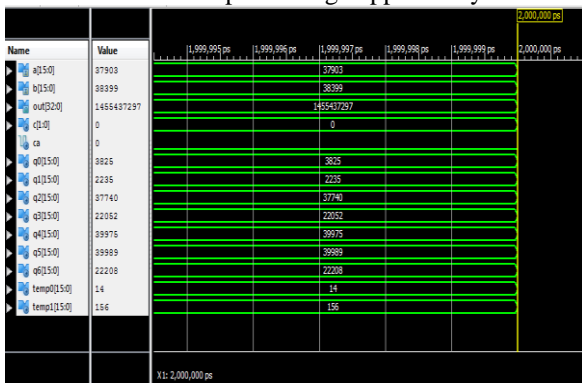 2,000,000 ps
Name Value 1,999,995 ps 1,999,996 ps 1,999,997 ps 1,999,998 ps 1,999,999 ps 2,000,000 ps
a[15:0] 37903 37903
b[15:0] 38399 38399
out[32:0] 1455437297 1455437297
c[1:0] 0 0
ca 0
q0[15:0] 3825 3825
q1[15:0] 2235 2235
q2[15:0] 37740 37740
q3[15:0] 22052 22052
q4[15:0] 39975 39975
q5[15:0] 39989 39989
q6[15:0] 22208 22208
temp0[15:0] 14 14
temp1[15:0] 156 156
X1: 2,000,000 ps